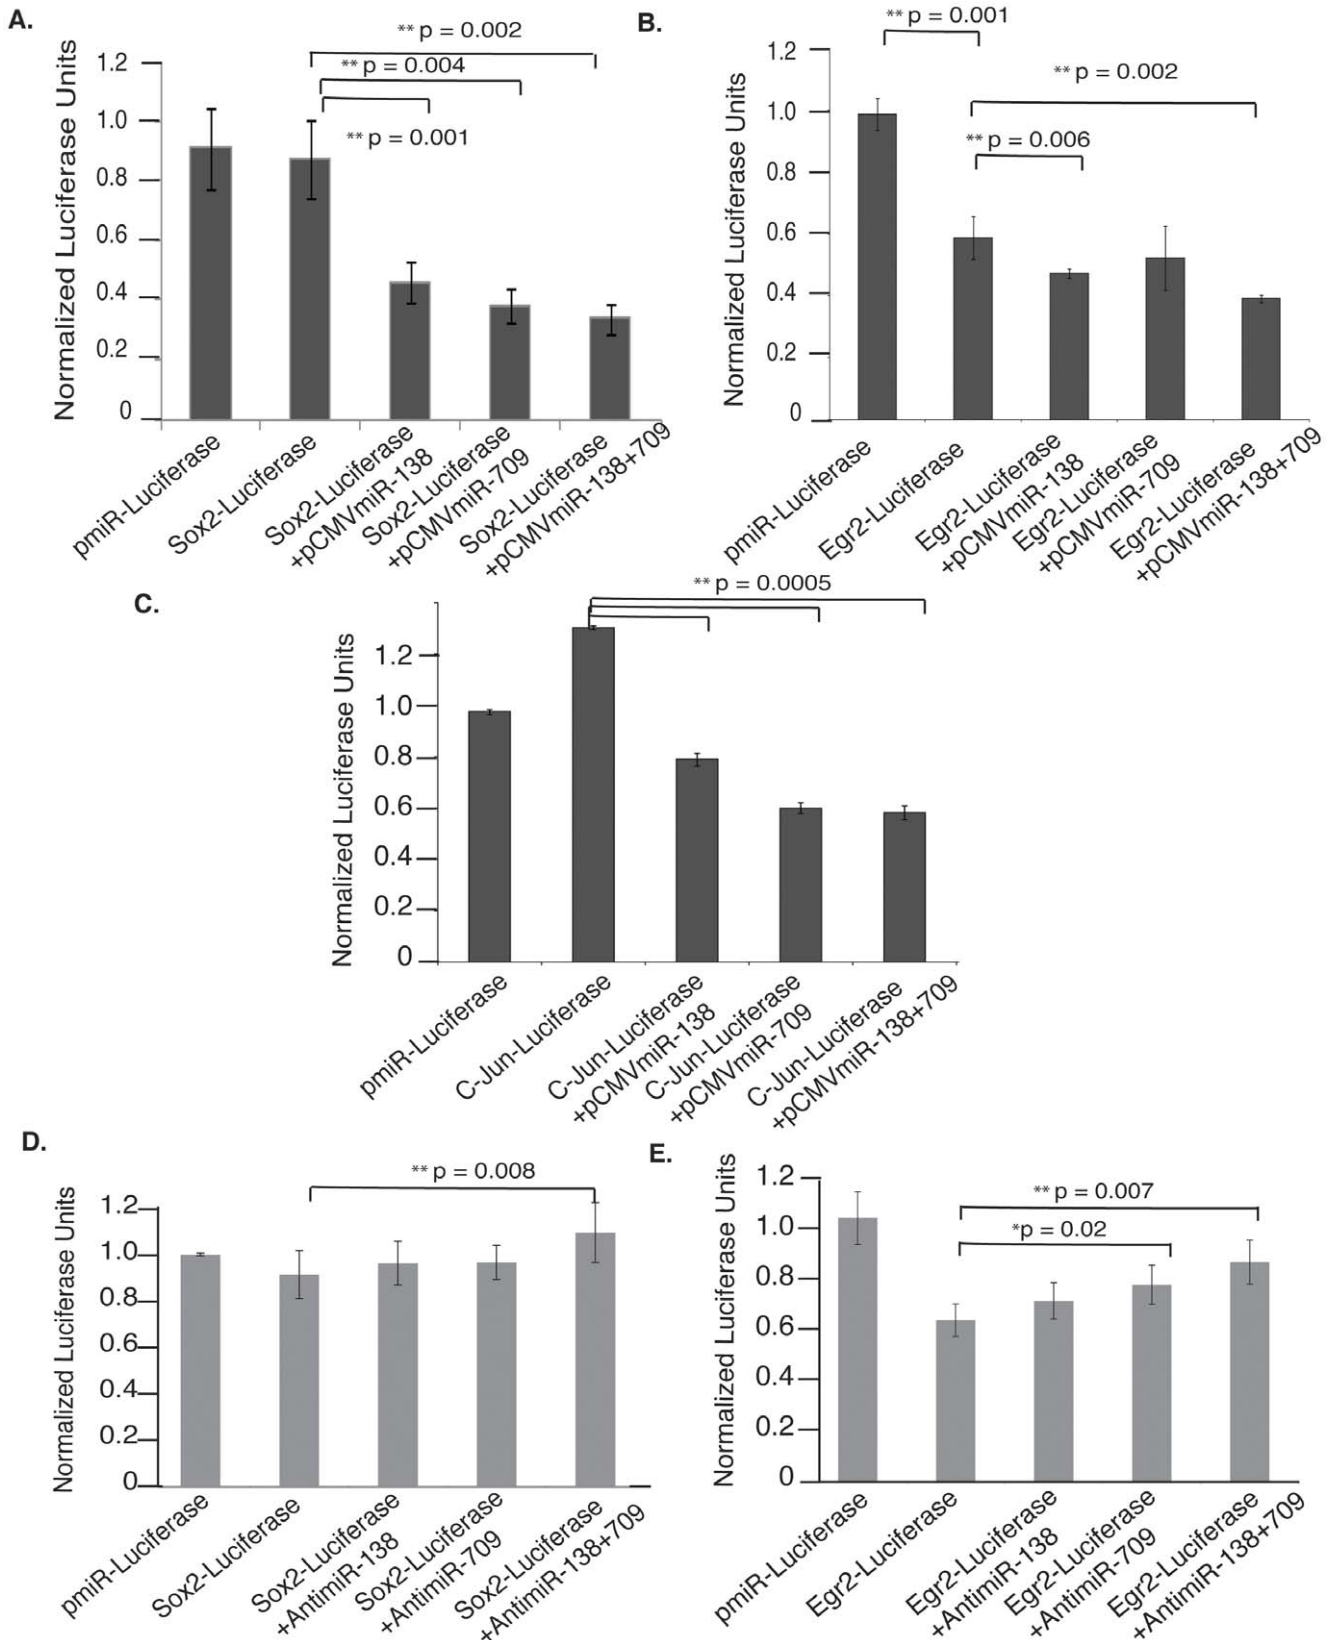 A.
** p = 0.002
** p = 0.004
** p = 0.001
Normalized Luciferase Units
1.2
1.0
0.8
0.6
0.4
0.2
0
pmiR-Luciferase
Sox2-Luciferase
Sox2-Luciferase
+pCMVmiR-138
Sox2-Luciferase
+pCMVmiR-709
Sox2-Luciferase
+pCMVmiR-138+709
B.
** p = 0.001
** p = 0.002
** p = 0.006
Normalized Luciferase Units
1.2
1.0
0.8
0.6
0.4
0.2
0
pmiR-Luciferase
Egr2-Luciferase
Egr2-Luciferase
+pCMVmiR-138
Egr2-Luciferase
+pCMVmiR-709
Egr2-Luciferase
+pCMVmiR-138+709
C.
** p = 0.0005
Normalized Luciferase Units
1.2
1.0
0.8
0.6
0.4
0.2
0
pmiR-Luciferase
C-Jun-Luciferase
C-Jun-Luciferase
+pCMVmiR-138
C-Jun-Luciferase
+pCMVmiR-709
C-Jun-Luciferase
+pCMVmiR-138+709
D.
** p = 0.008
Normalized Luciferase Units
1.2
1.0
0.8
0.6
0.4
0.2
0
pmiR-Luciferase
Sox2-Luciferase
Sox2-Luciferase
+AntimiR-138
Sox2-Luciferase
+AntimiR-709
Sox2-Luciferase
+AntimiR-138+709
E.
** p = 0.007
*p = 0.02
Normalized Luciferase Units
1.2
1.0
0.8
0.6
0.4
0.2
0
pmiR-Luciferase
Egr2-Luciferase
Egr2-Luciferase
+AntimiR-138
Egr2-Luciferase
+AntimiR-709
Egr2-Luciferase
+AntimiR-138+709